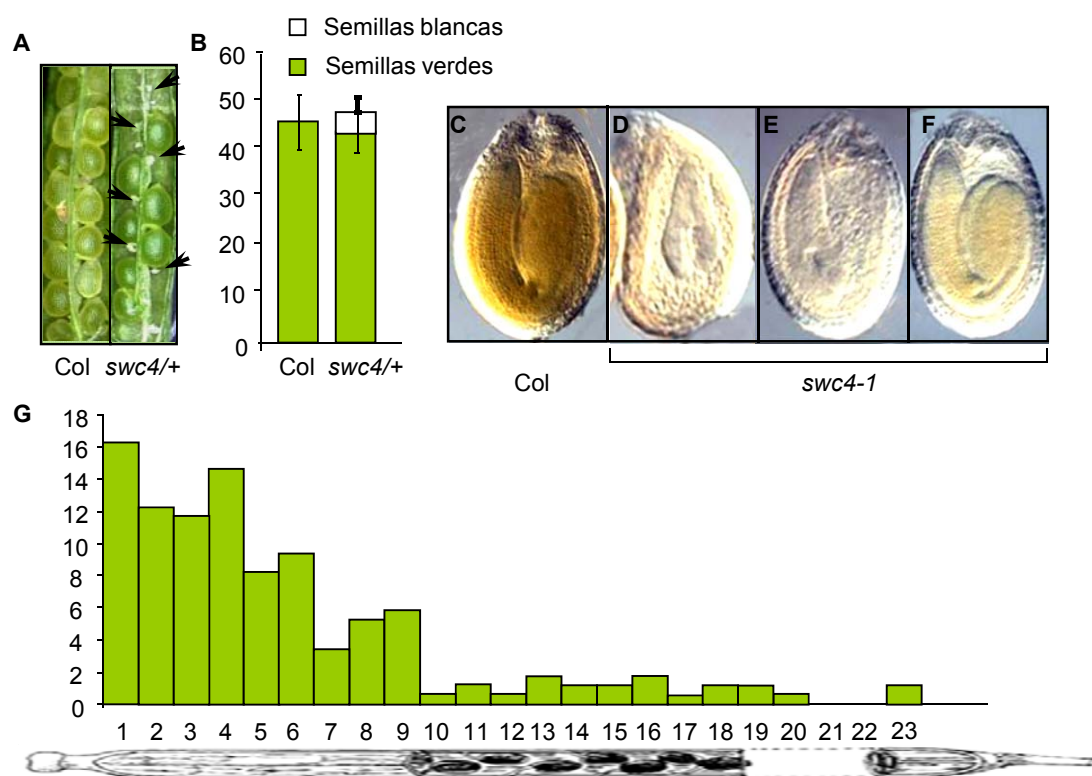 A
B
Semillas blancas
Semillas verdes
60
50
40
30
20
10
0
Col swc4/+
Col swc4/+
C
D
E
F
Col
swc4-1
G
18
16
14
12
10
8
6
4
2
0
1 2 3 4 5 6 7 8 9 10 11 12 13 14 15 16 17 18 19 20 21 22 23